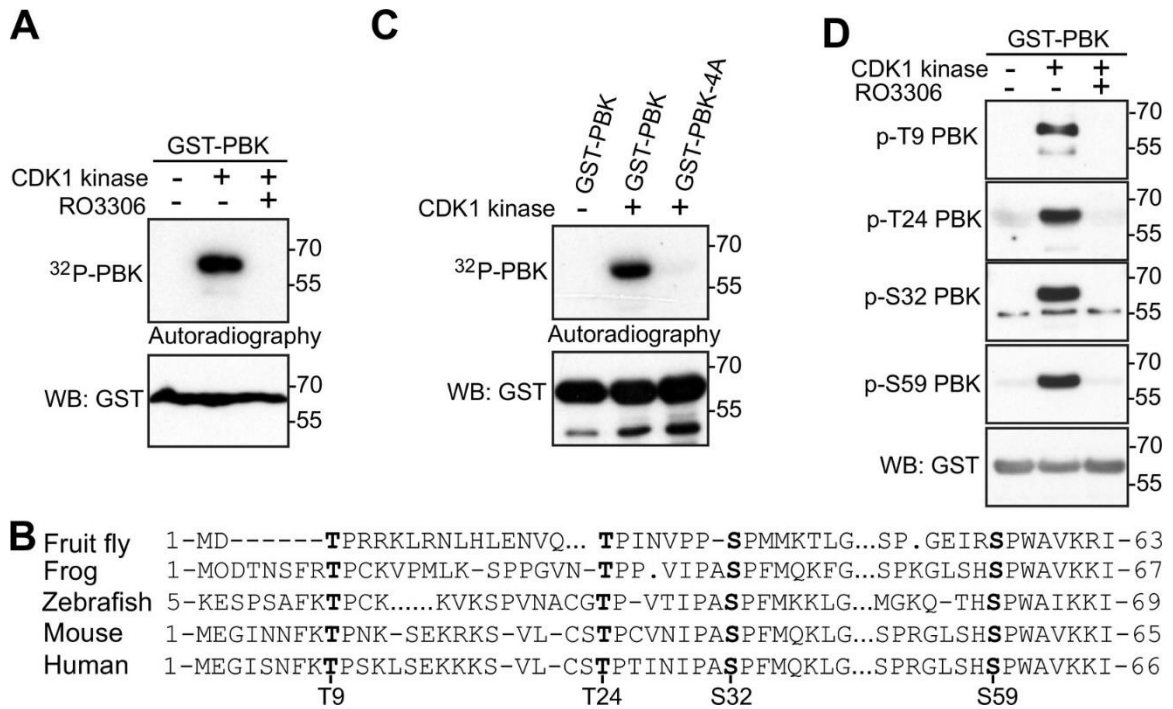 A
GST-PBK
CDK1 kinase - + +
RO3306 - - +
³²P-PBK
-70
-55
Autoradiography
WB: GST
-70
-55
C
GST-PBK
GST-PBK
GST-PBK-4A
CDK1 kinase - + +
³²P-PBK
-70
-55
Autoradiography
WB: GST
-70
-55
D
GST-PBK
CDK1 kinase - + +
RO3306 - - +
p-T9 PBK
-70
-55
p-T24 PBK
-70
-55
p-S32 PBK
-70
-55
p-S59 PBK
-70
-55
WB: GST
-70
-55
B
Fruit fly 1-MD------TPRRKLRNLHLENVQ... TPINVPP-SPMMKTLG...SP.GEIRSPWAVKRI-63
Frog 1-MODTNSFRTPCKVPMLK-SPPGVN-TPP.VIPASPFMQKFG...SPKGLSHSPWAVKKI-67
Zebrafish 5-KESPSAFKTPCK......KVKSPVNACGTP-VTIPASPFMKKLG...MGKQ-THSPWAIKKI-69
Mouse 1-MEGINNFKTPNK-SEKRKS-VL-CSTPCVNIPASPFMQKLG...SPRGLSHSPWAVKKI-65
Human 1-MEGISNFKTPSKLSEKKKS-VL-CSTPTINIPASPFMQKLG...SPRGLSHSPWAVKKI-66
T9 T24 S32 S59